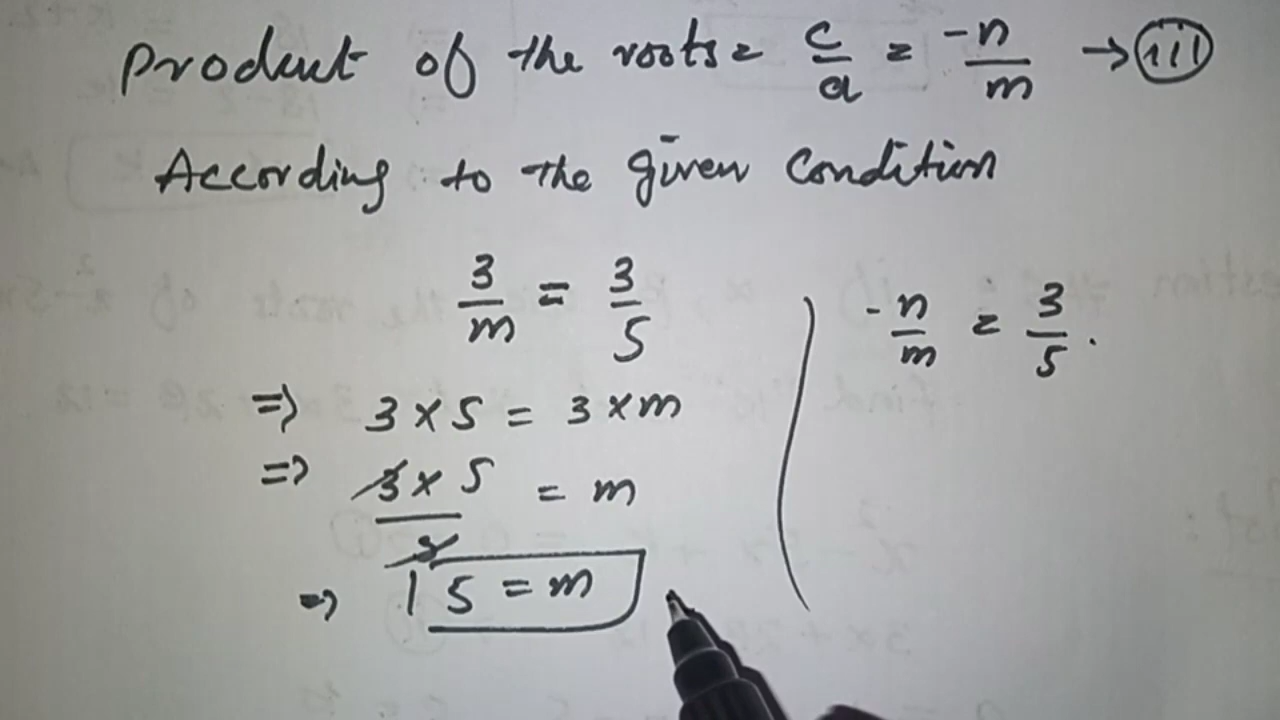 Product of the roots = c/a = -n/m → (iii)
According to the given Condition
3/m = 3/5
⇒ 3 × 5 = 3 × m
⇒ 3 × 5 / 3 = m
⇒ 5 = m
-n/m = 3/5.